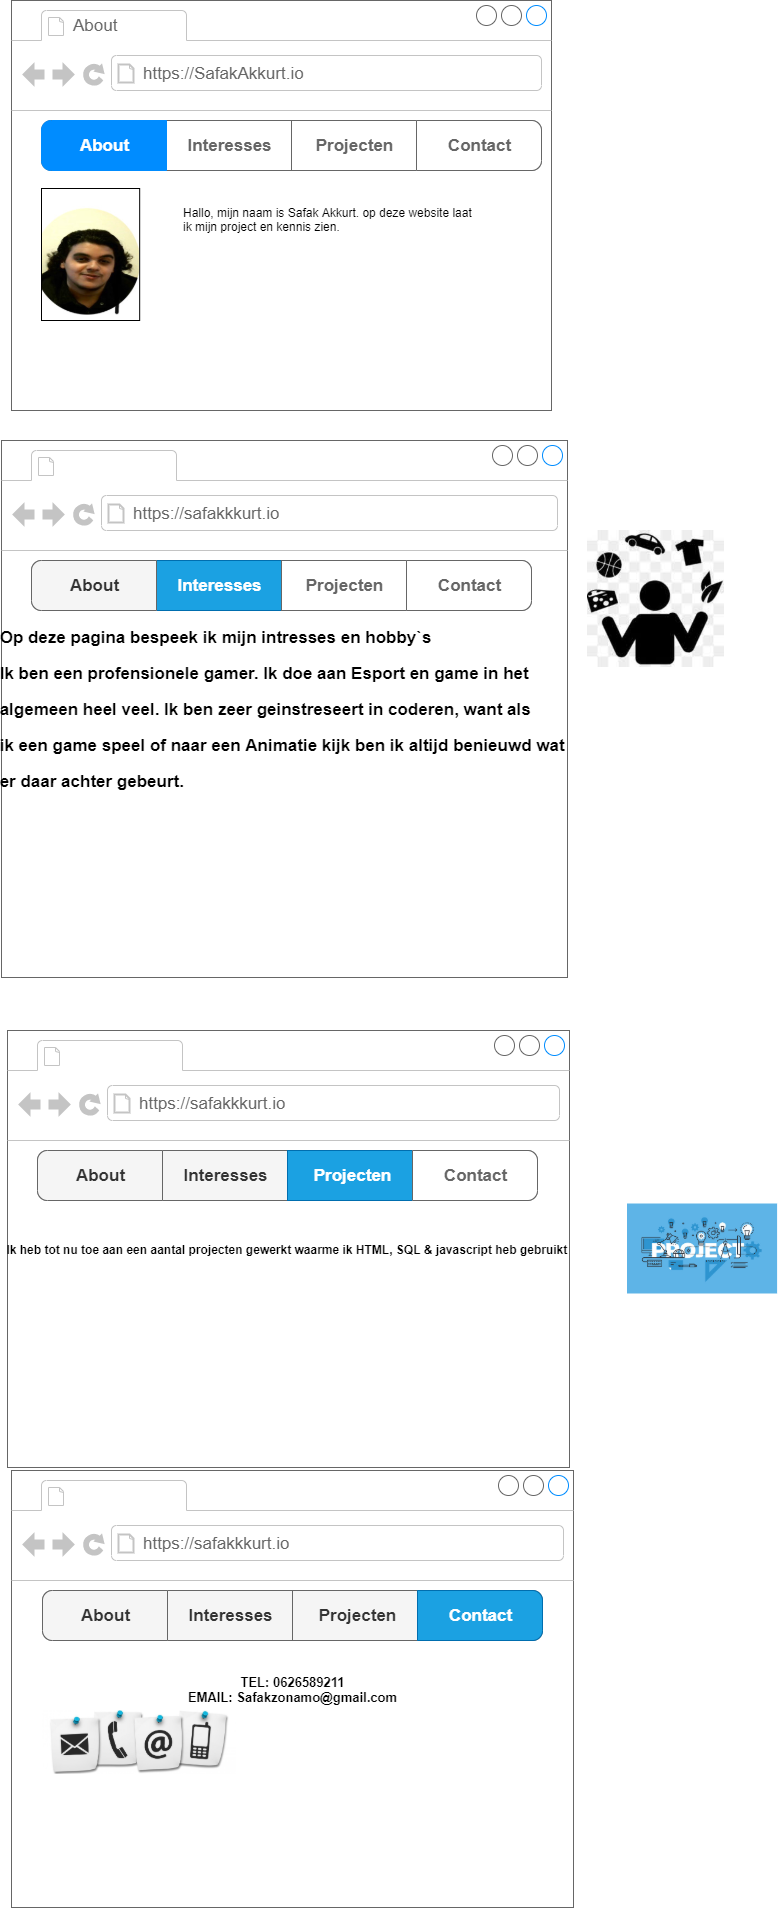 About
https://SafakAkkurt.io
About Interesses Projecten Contact
Hallo, mijn naam is Safak Akkurt. op deze website laat
ik mijn project en kennis zien.
https://safakkkurt.io
About Interesses Projecten Contact
Op deze pagina bespeek ik mijn intresses en hobby`s
Ik ben een profensionele gamer. Ik doe aan Esport en game in het
algemeen heel veel. Ik ben zeer geinstreseert in coderen, want als
ik een game speel of naar een Animatie kijk ben ik altijd benieuwd wat
er daar achter gebeurt.
https://safakkkurt.io
About Interesses Projecten Contact
Ik heb tot nu toe aan een aantal projecten gewerkt waarme ik HTML, SQL & javascript heb gebruikt
PROJECT
https://safakkkurt.io
About Interesses Projecten Contact
TEL: 0626589211
EMAIL: Safakzonamo@gmail.com
@